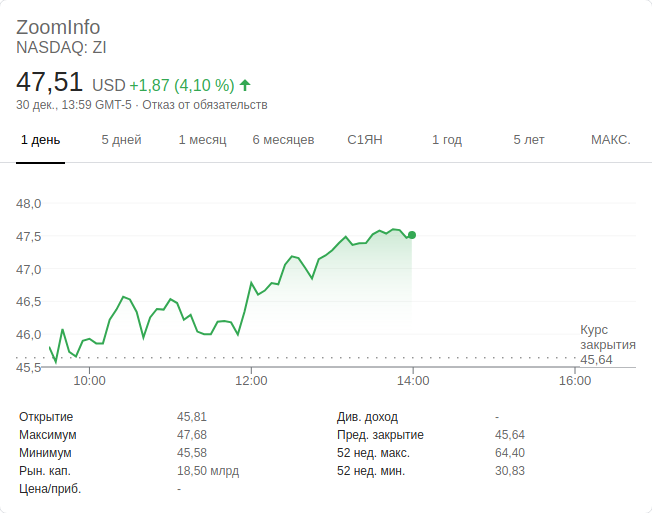 ZoomInfo
NASDAQ: ZI
47,51 USD +1,87 (4,10 %)
30 дек., 13:59 GMT-5 · Отказ от обязательств
1 день 5 дней 1 месяц 6 месяцев С1ЯН 1 год 5 лет МАКС.
48,0
47,5
47,0
46,5
46,0
45,5
Курс
закрытия
45,64
10:00 12:00 14:00 16:00
Открытие 45,81 Див. доход -
Максимум 47,68 Пред. закрытие 45,64
Минимум 45,58 52 нед. макс. 64,40
Рын. кап. 18,50 млрд 52 нед. мин. 30,83
Цена/приб. -